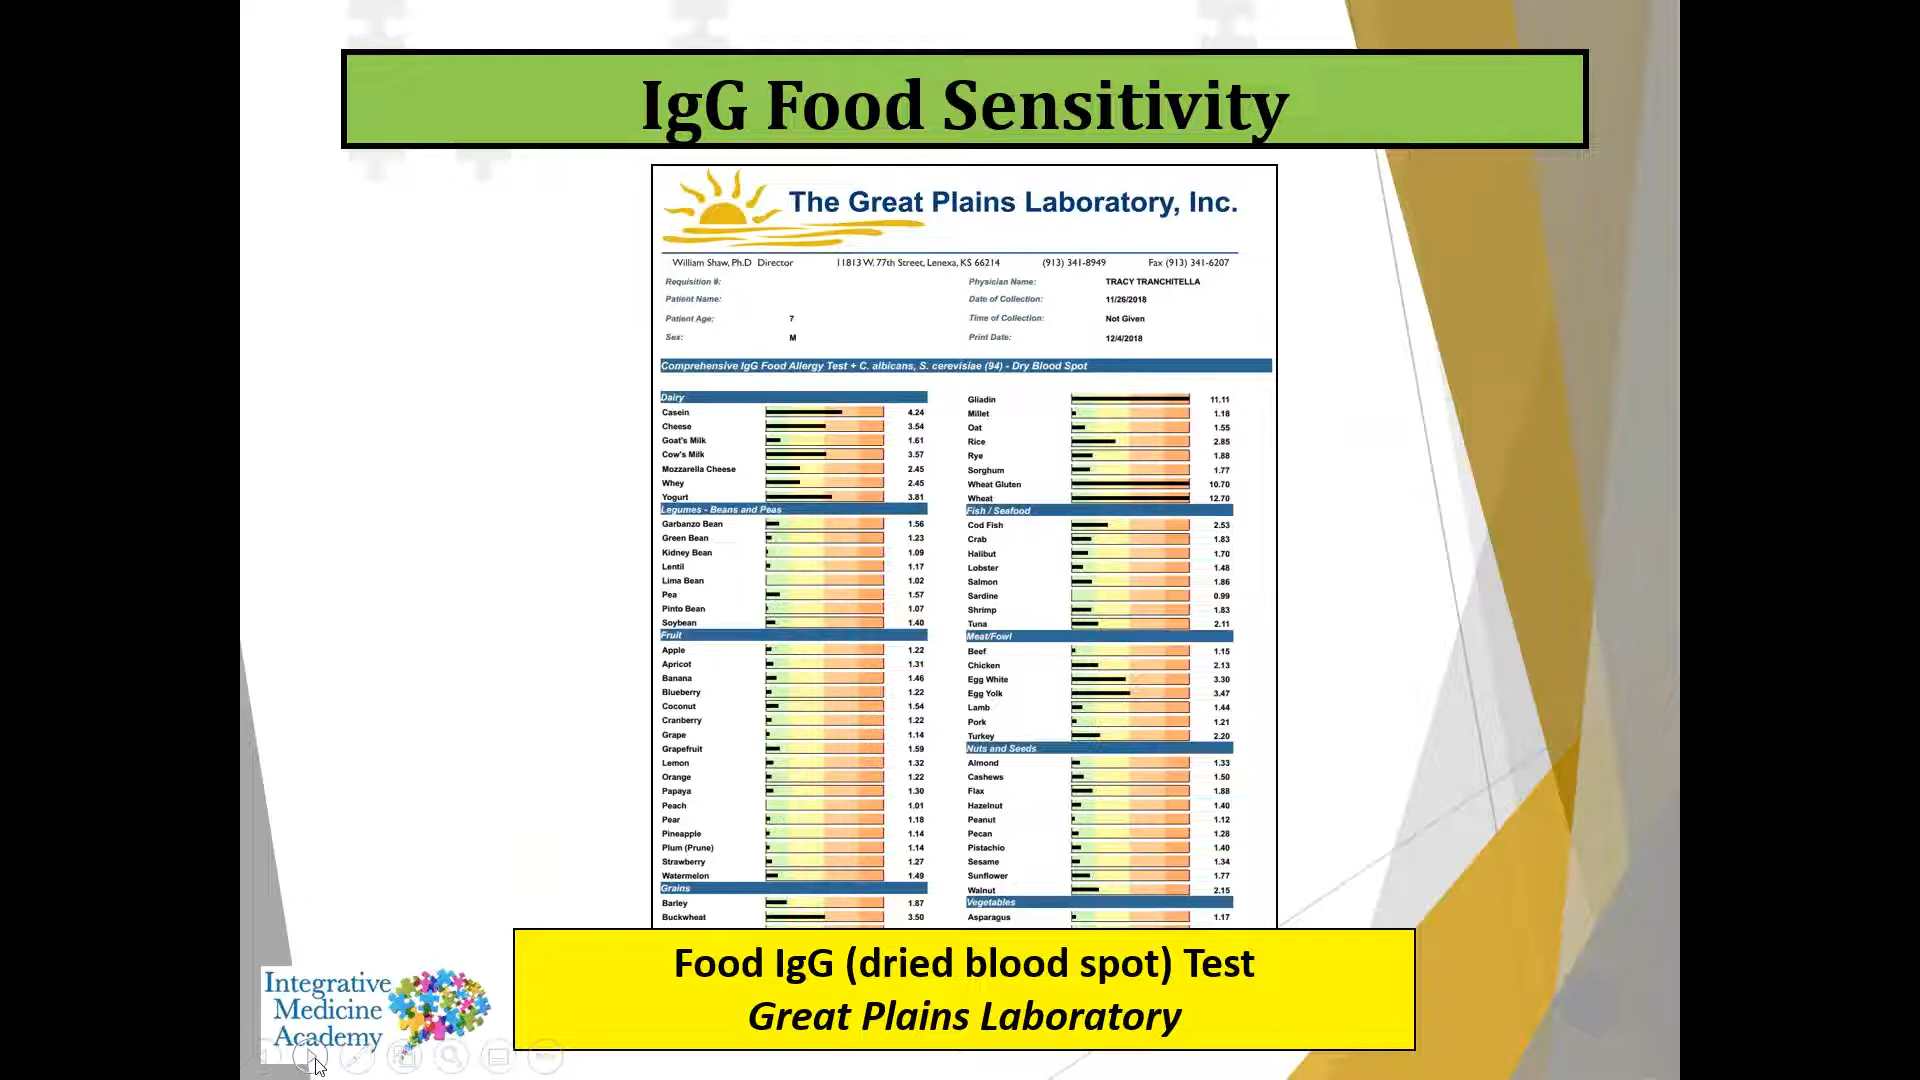 IgG Food Sensitivity
The Great Plains Laboratory, Inc.
William Shaw, Ph.D Director 11813 W. 77th Street, Lenexa, KS 66214 (913) 341-8949 Fax (913) 341-6207
Requisition #: Physician Name: TRACY TRANCHITELLA
Patient Name: Date of Collection: 11/26/2018
Patient Age: 7 Time of Collection: Not Given
Sex: M Print Date: 12/4/2018
Comprehensive IgG Food Allergy Test + C. albicans, S. cerevisiae (94) - Dry Blood Spot
Dairy
Casein 4.24
Cheese 3.54
Goat's Milk 1.61
Cow's Milk 3.57
Mozzarella Cheese 2.45
Whey 2.45
Yogurt 3.81
Legumes - Beans and Peas
Garbanzo Bean 1.56
Green Bean 1.23
Kidney Bean 1.09
Lentil 1.17
Lima Bean 1.02
Pea 1.57
Pinto Bean 1.07
Soybean 1.40
Fruit
Apple 1.22
Apricot 1.31
Banana 1.46
Blueberry 1.22
Coconut 1.54
Cranberry 1.22
Grape 1.14
Grapefruit 1.59
Lemon 1.32
Orange 1.22
Papaya 1.30
Peach 1.01
Pear 1.18
Pineapple 1.14
Plum (Prune) 1.14
Strawberry 1.27
Watermelon 1.49
Grains
Barley 1.87
Buckwheat 3.50
Gliadin 11.11
Millet 1.18
Oat 1.55
Rice 2.85
Rye 1.88
Sorghum 1.77
Wheat Gluten 10.70
Wheat 12.70
Fish / Seafood
Cod Fish 2.53
Crab 1.83
Halibut 1.70
Lobster 1.48
Salmon 1.86
Sardine 0.99
Shrimp 1.83
Tuna 2.11
Meat/Fowl
Beef 1.15
Chicken 2.13
Egg White 3.30
Egg Yolk 3.47
Lamb 1.44
Pork 1.21
Turkey 2.20
Nuts and Seeds
Almond 1.33
Cashews 1.50
Flax 1.88
Hazelnut 1.40
Peanut 1.12
Pecan 1.28
Pistachio 1.40
Sesame 1.34
Sunflower 1.77
Walnut 2.15
Vegetables
Asparagus 1.17
Food IgG (dried blood spot) Test
Great Plains Laboratory
Integrative
Medicine
Academy